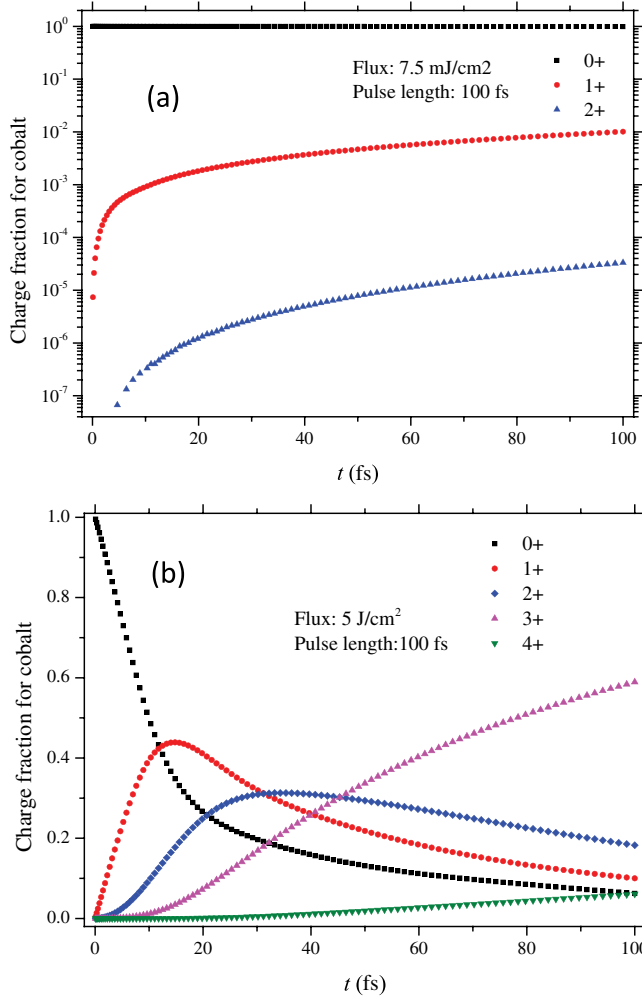 10^0
10^-1
10^-2
10^-3
10^-4
10^-5
10^-6
10^-7
Charge fraction for cobalt
(a)
Flux: 7.5 mJ/cm2
Pulse length: 100 fs
0+
1+
2+
0 20 40 60 80 100
t (fs)
1.0
0.8
0.6
0.4
0.2
0.0
Charge fraction for cobalt
(b)
Flux: 5 J/cm²
Pulse length:100 fs
0+
1+
2+
3+
4+
0 20 40 60 80 100
t (fs)